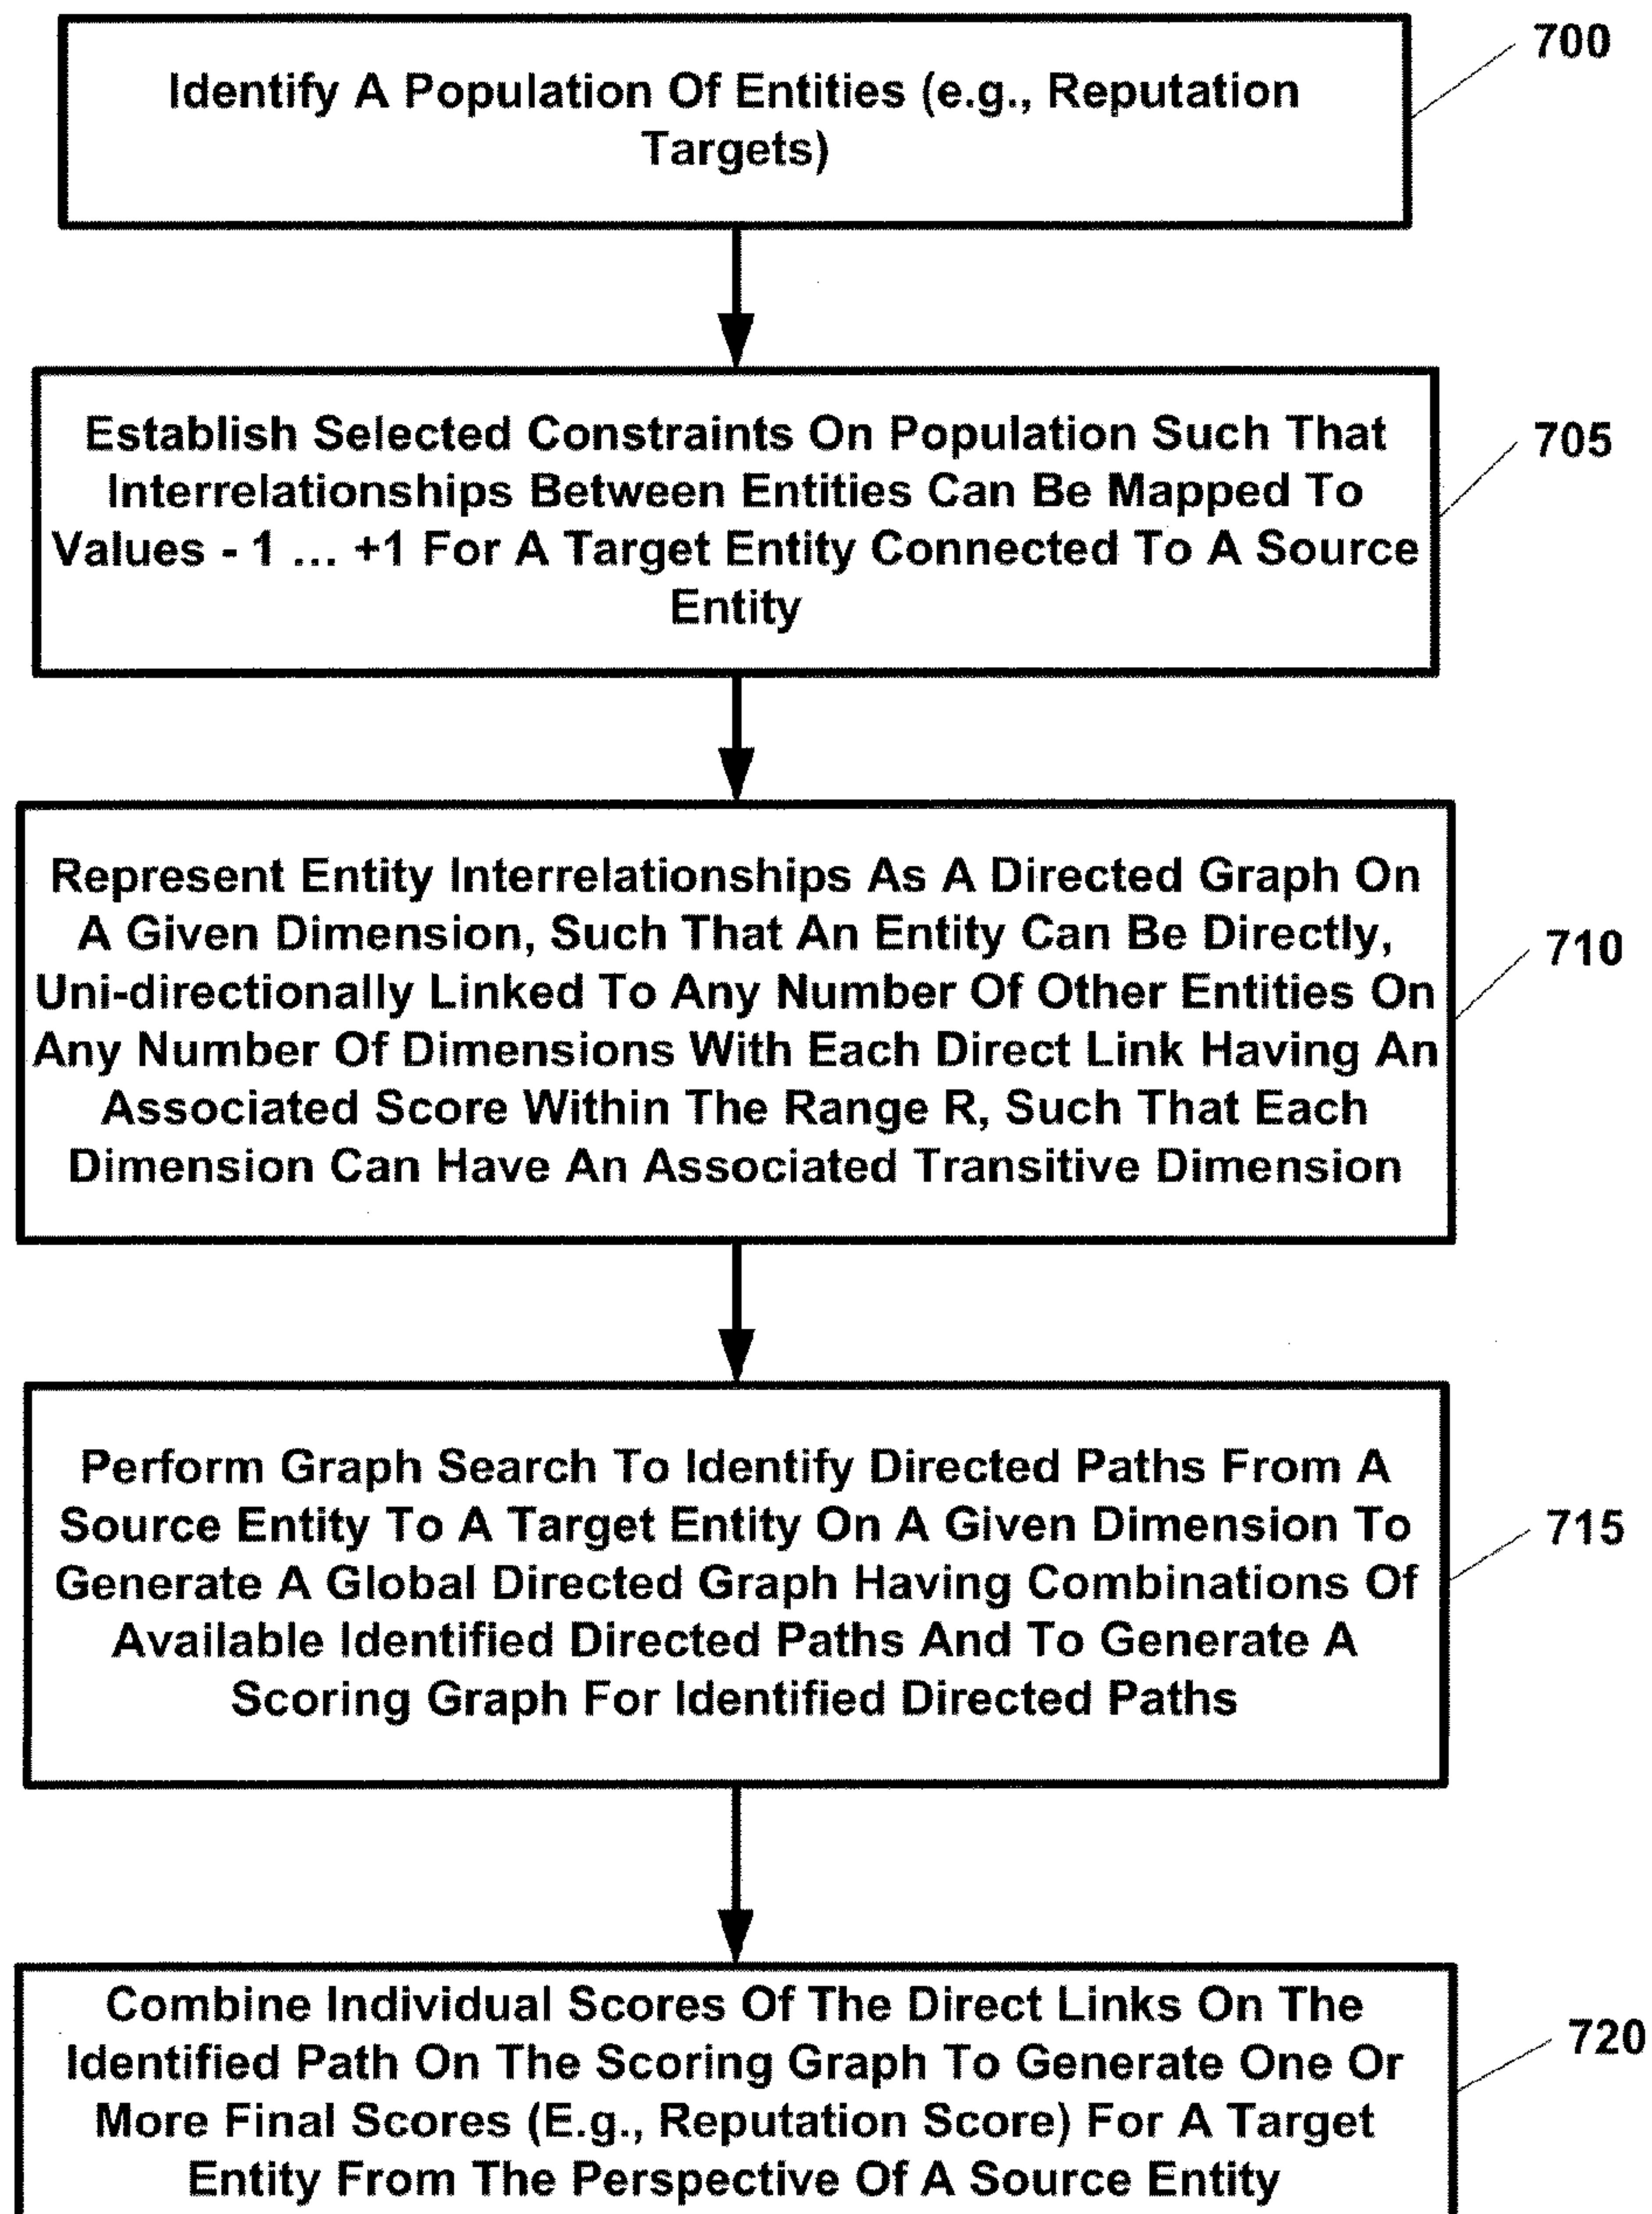 Identify A Population Of Entities (e.g., Reputation
Targets)
700
Establish Selected Constraints On Population Such That
Interrelationships Between Entities Can Be Mapped To
Values - 1 ... +1 For A Target Entity Connected To A Source
Entity
705
Represent Entity Interrelationships As A Directed Graph On
A Given Dimension, Such That An Entity Can Be Directly,
Uni-directionally Linked To Any Number Of Other Entities On
Any Number Of Dimensions With Each Direct Link Having An
Associated Score Within The Range R, Such That Each
Dimension Can Have An Associated Transitive Dimension
710
Perform Graph Search To Identify Directed Paths From A
Source Entity To A Target Entity On A Given Dimension To
Generate A Global Directed Graph Having Combinations Of
Available Identified Directed Paths And To Generate A
Scoring Graph For Identified Directed Paths
715
Combine Individual Scores Of The Direct Links On The
Identified Path On The Scoring Graph To Generate One Or
More Final Scores (E.g., Reputation Score) For A Target
Entity From The Perspective Of A Source Entity
720